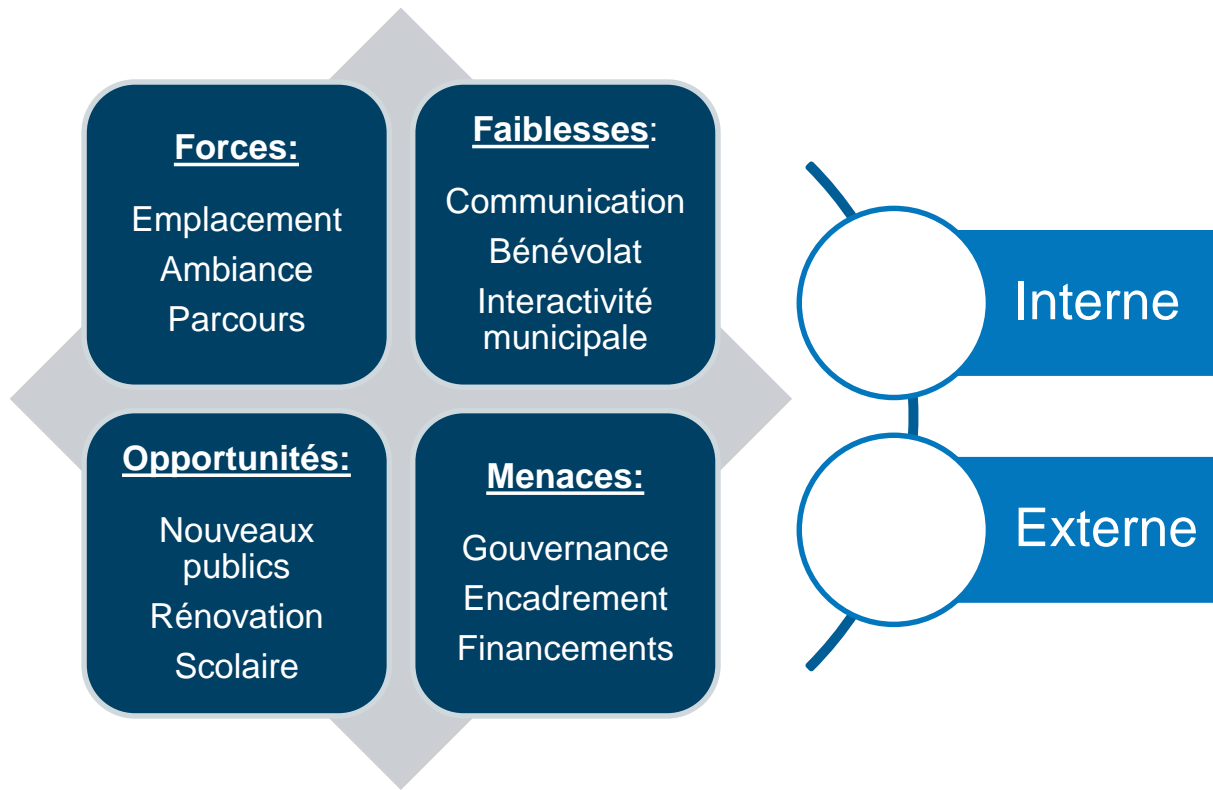 Forces:
Emplacement
Ambiance
Parcours
Faiblesses:
Communication
Bénévolat
Interactivité
municipale
Opportunités:
Nouveaux
publics
Rénovation
Scolaire
Menaces:
Gouvernance
Encadrement
Financements
Interne
Externe